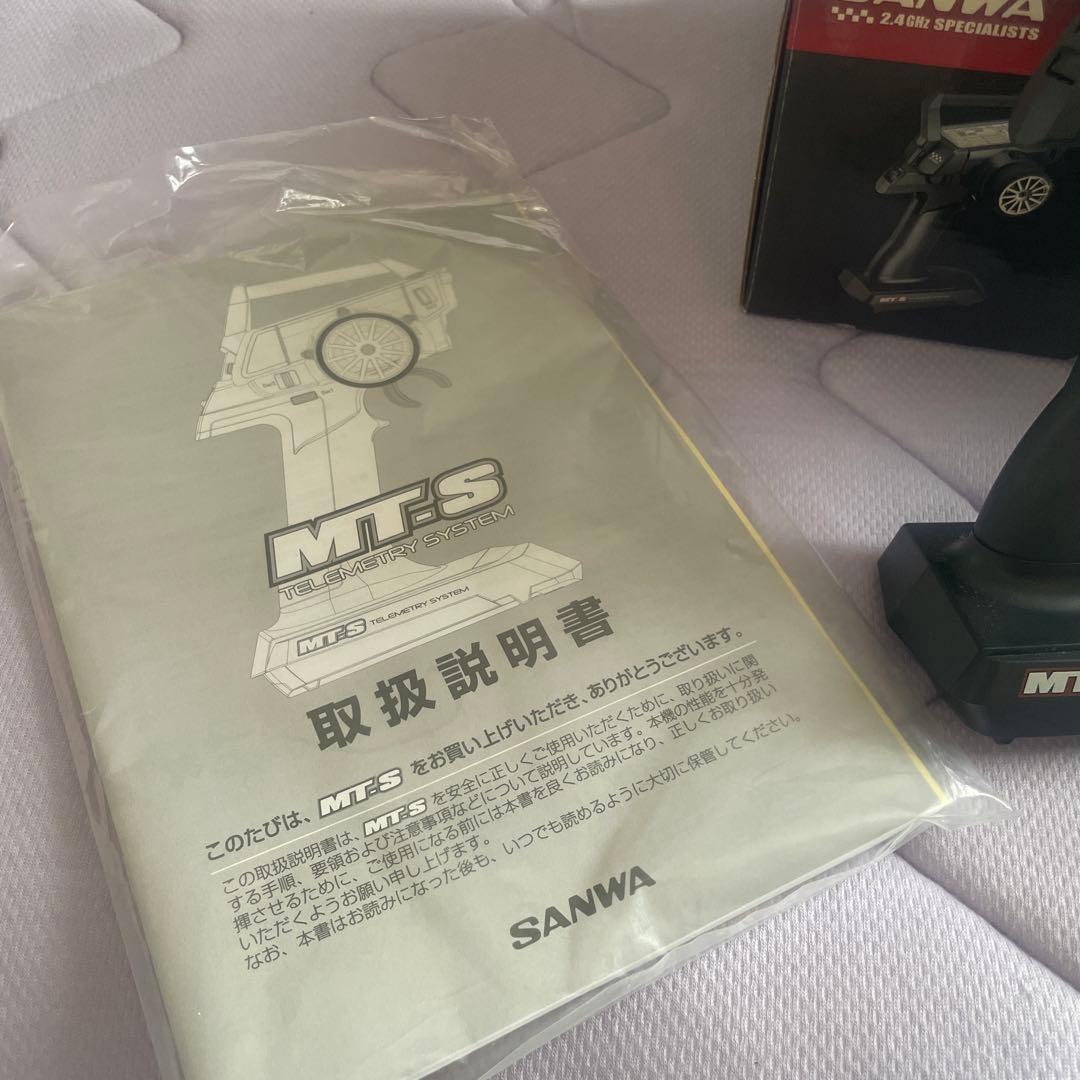 SANWA
2.4GHz SPECIALISTS
MT-S
MT-S
TELEMETRY SYSTEM
MT-S TELEMETRY SYSTEM
取扱説明書
このたびは、MT-S をお買い上げいただき、ありがとうございます。
この取扱説明書は、MT-S を安全に正しくご使用いただくために、取り扱いに関
する手順、要領および注意事項などについて説明しています。本機の性能を十分発
揮させるために、ご使用になる前には本書を良くお読みになり、正しくお取り扱い
いただくようお願い申し上げます。
なお、本書はお読みになった後も、いつでも読めるように大切に保管してください。
SANWA
MT